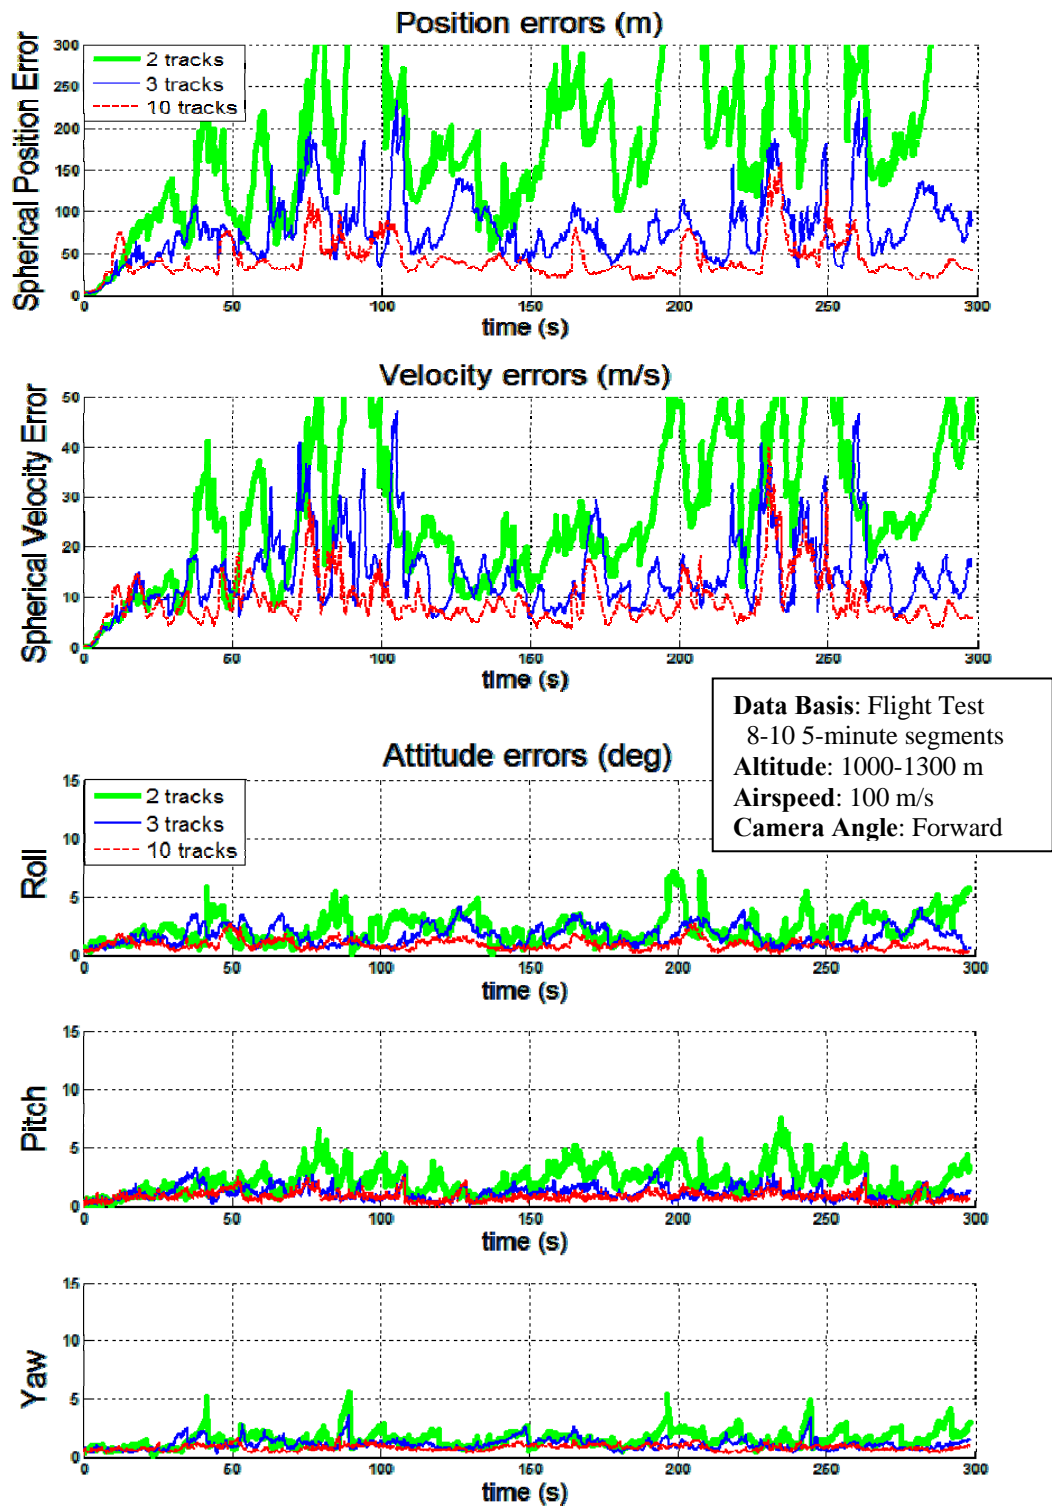 Position errors (m)
Spherical Position Error
300
250
200
150
100
50
0
2 tracks
3 tracks
10 tracks
0 50 100 150 200 250 300
time (s)
Velocity errors (m/s)
Spherical Velocity Error
50
40
30
20
10
0
0 50 100 150 200 250 300
time (s)
Data Basis: Flight Test
8-10 5-minute segments
Altitude: 1000-1300 m
Airspeed: 100 m/s
Camera Angle: Forward
Attitude errors (deg)
Roll
15
10
5
0
2 tracks
3 tracks
10 tracks
0 50 100 150 200 250 300
time (s)
Pitch
15
10
5
0
0 50 100 150 200 250 300
time (s)
Yaw
15
10
5
0
0 50 100 150 200 250 300
time (s)